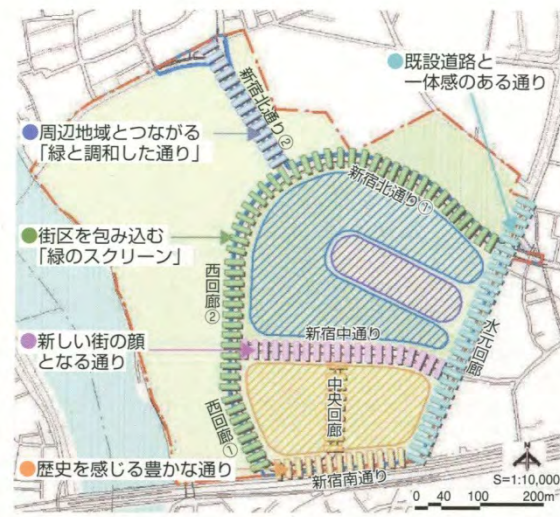 ●既設道路と
一体感のある通り
新宿北通り②
●周辺地域とつながる
「緑と調和した通り」
新宿北通り①
●街区を包み込む
「緑のスクリーン」
西回廊②
水元回廊
●新しい街の顔
となる通り
新宿中通り
中央回廊
西回廊①
●歴史を感じる豊かな通り
新宿南通り
N
S=1:10,000
0 40 100 200m